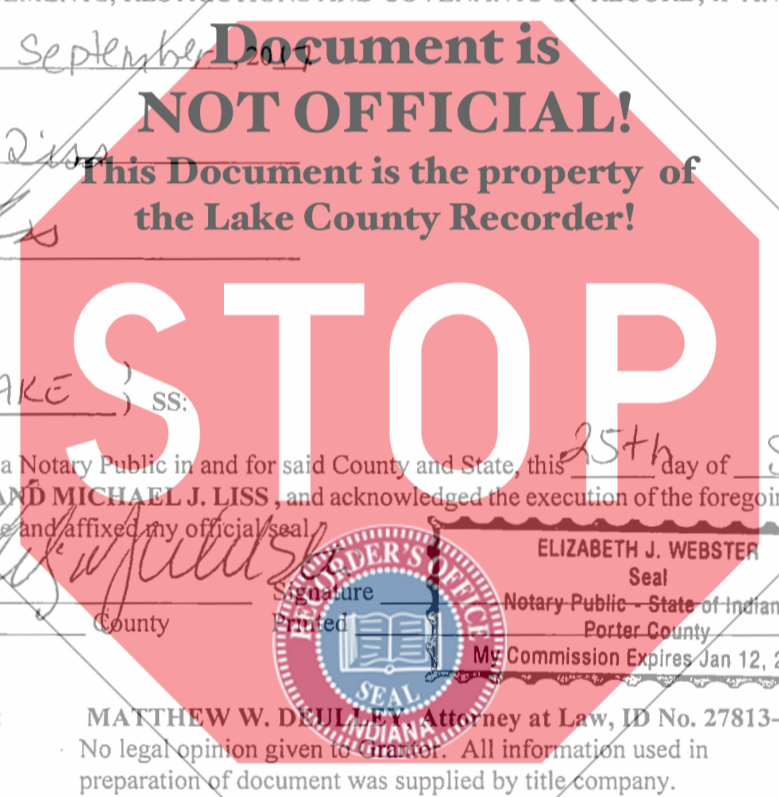 September, 2017
Document is
NOT OFFICIAL!
This Document is the property of
the Lake County Recorder!
Liss
STOP
AKE ) SS:
a Notary Public in and for said County and State, this 25th day of S
AND MICHAEL J. LISS, and acknowledged the execution of the foregoi
e and affixed my official seal
ELIZABETH J. WEBSTER
Seal
Notary Public - State of Indian
Porter County
My Commission Expires Jan 12, 2
Signature
County Printed
RECORDER'S OFFICE
SEAL
INDIANA
MATTHEW W. DEULLEY, Attorney at Law, ID No. 27813-
No legal opinion given to Grantor. All information used in
preparation of document was supplied by title company.